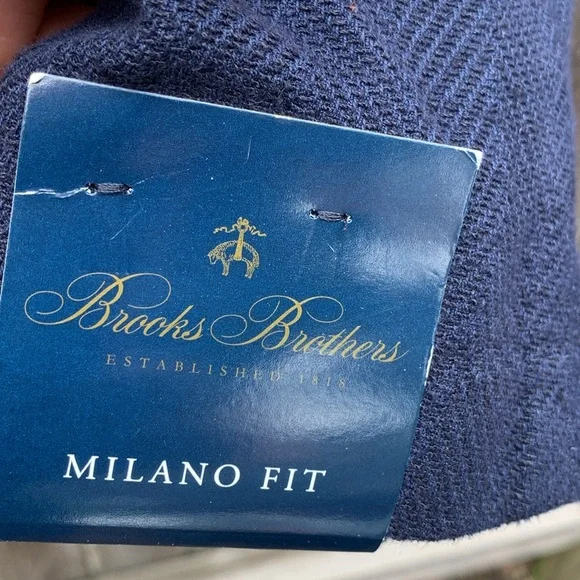 Brooks Brothers
ESTABLISHED 1818
MILANO FIT